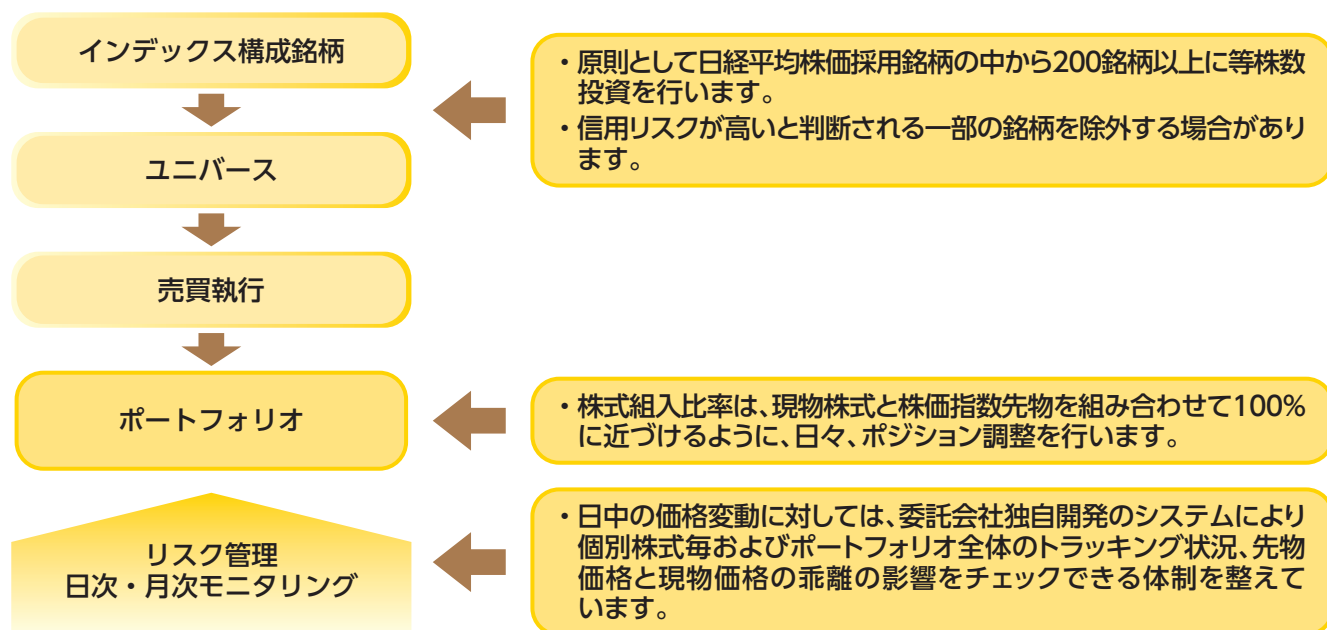 インデックス構成銘柄
・原則として日経平均株価採用銘柄の中から200銘柄以上に等株数
投資を行います。
・信用リスクが高いと判断される一部の銘柄を除外する場合があり
ます。
ユニバース
売買執行
ポートフォリオ
・株式組入比率は、現物株式と株価指数先物を組み合わせて100%
に近づけるように、日々、ポジション調整を行います。
リスク管理
日次・月次モニタリング
・日中の価格変動に対しては、委託会社独自開発のシステムにより
個別株式毎およびポートフォリオ全体のトラッキング状況、先物
価格と現物価格の乖離の影響をチェックできる体制を整えて
います。